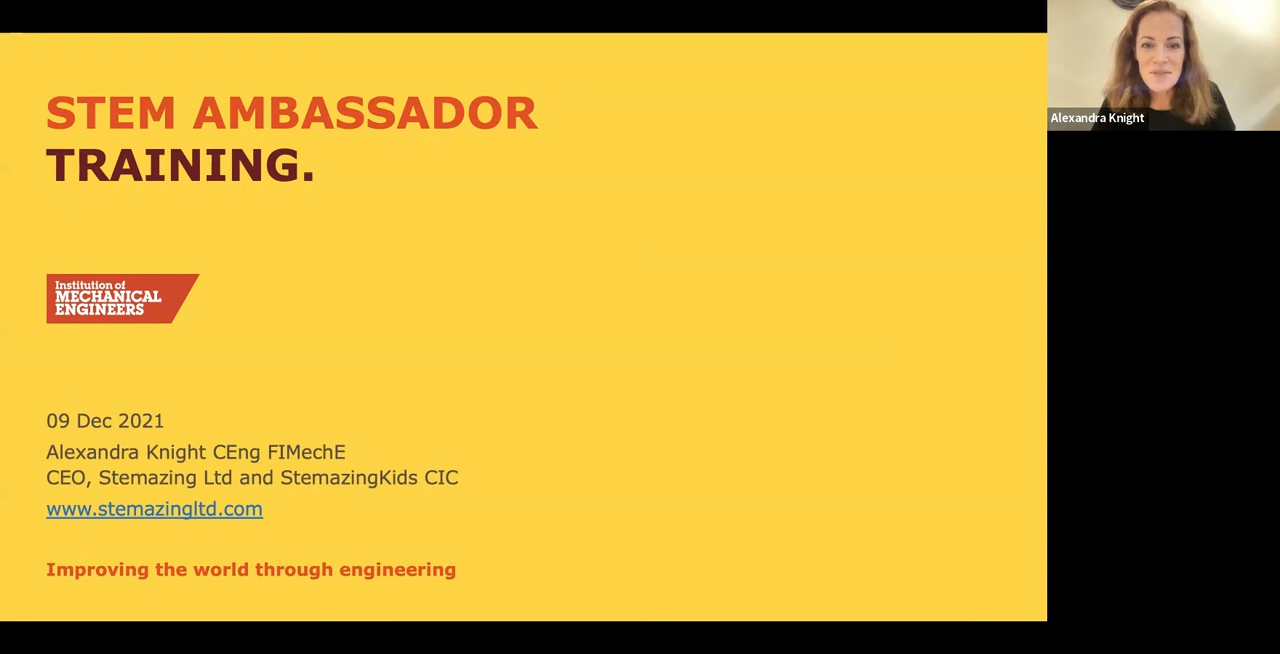 STEM AMBASSADOR
TRAINING.
Institution of
MECHANICAL
ENGINEERS
09 Dec 2021
Alexandra Knight CEng FIMechE
CEO, Stemazing Ltd and StemazingKids CIC
www.stemazingltd.com
Improving the world through engineering
Alexandra Knight